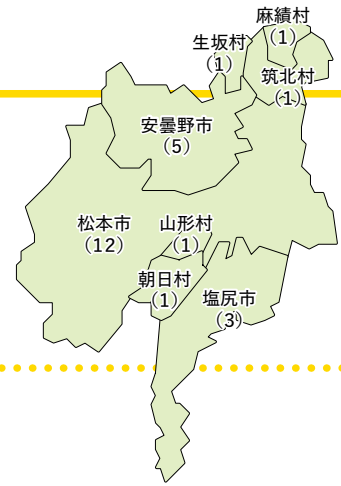 麻績村
（1）
生坂村
（1）
筑北村
（1）
安曇野市
（5）
松本市
（12）
山形村
（1）
朝日村
（1）
塩尻市
（3）